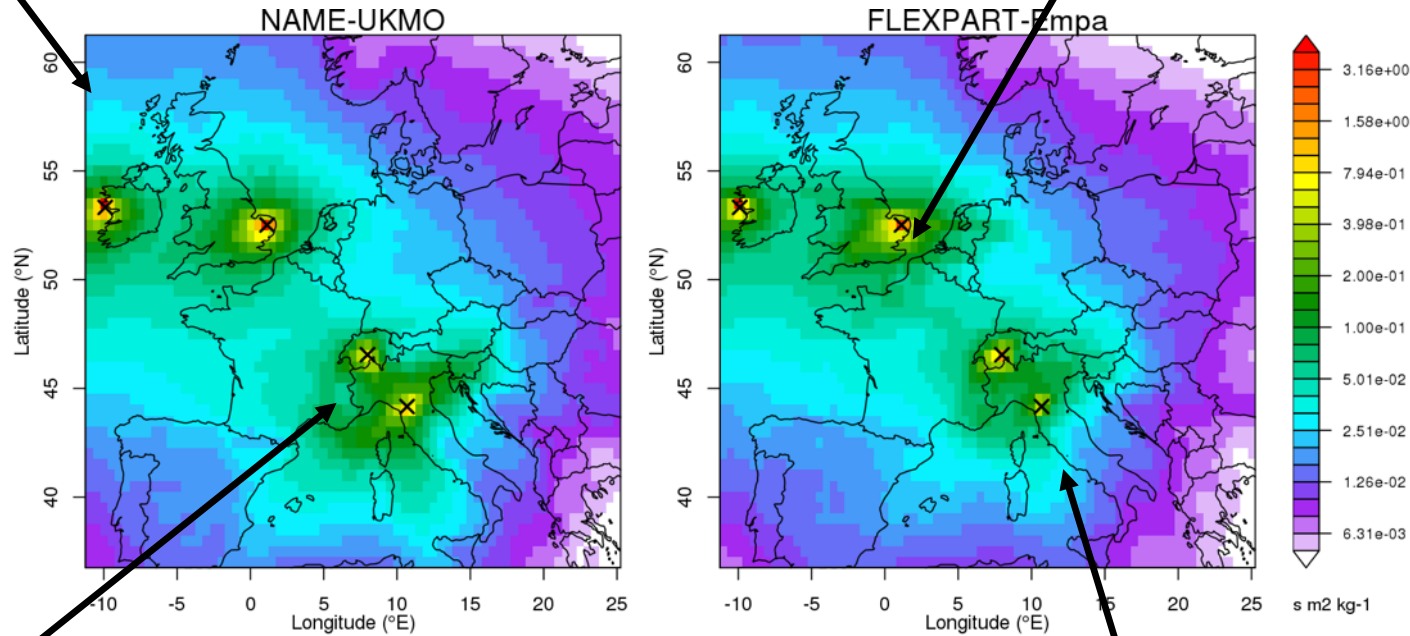 NAME-UKMO
60
55
50
45
40
Latitude (°N)
-10 -5 0 5 10 15 20 25
Longitude (°E)
FLEXPART-Empa
60
55
50
45
40
Latitude (°N)
-10 -5 0 5 10 15 20 25
Longitude (°E)
3.16e+00
1.58e+00
7.94e-01
3.98e-01
2.00e-01
1.00e-01
5.01e-02
2.51e-02
1.26e-02
6.31e-03
s m2 kg-1